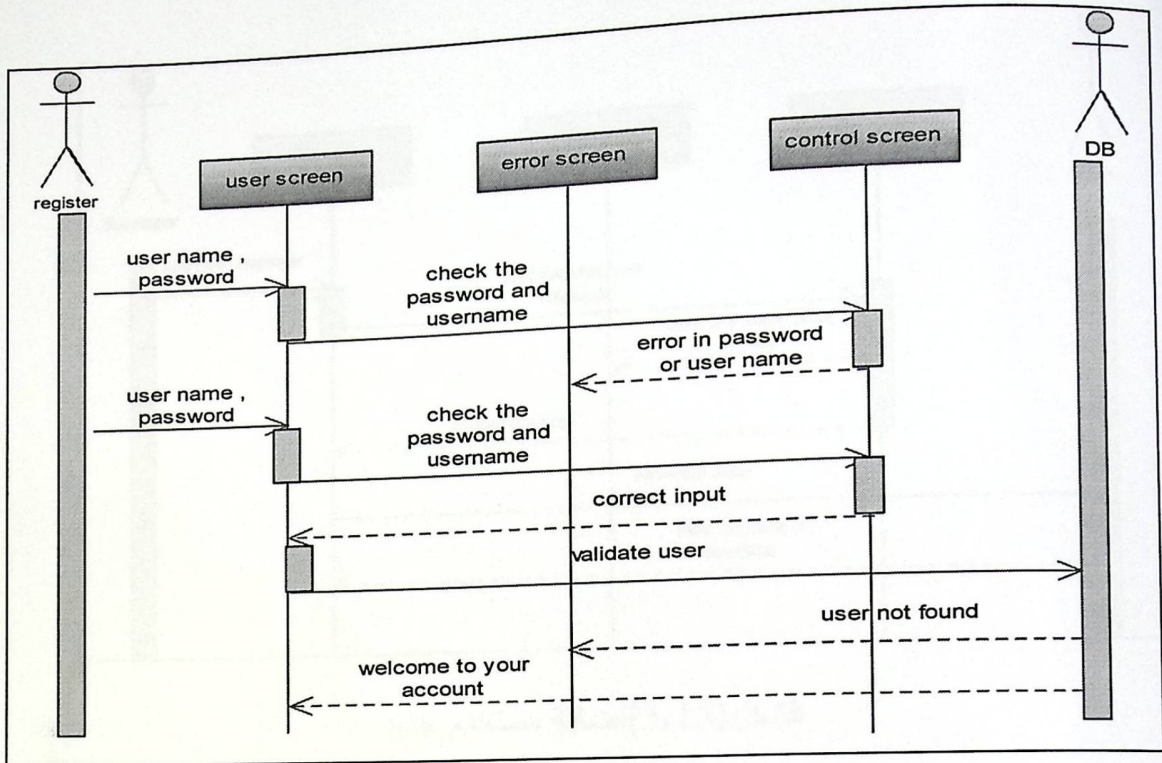 register
user screen
error screen
control screen
DB
user name ,
password
check the
password and
username
error in password
or user name
user name ,
password
check the
password and
username
correct input
validate user
user not found
welcome to your
account